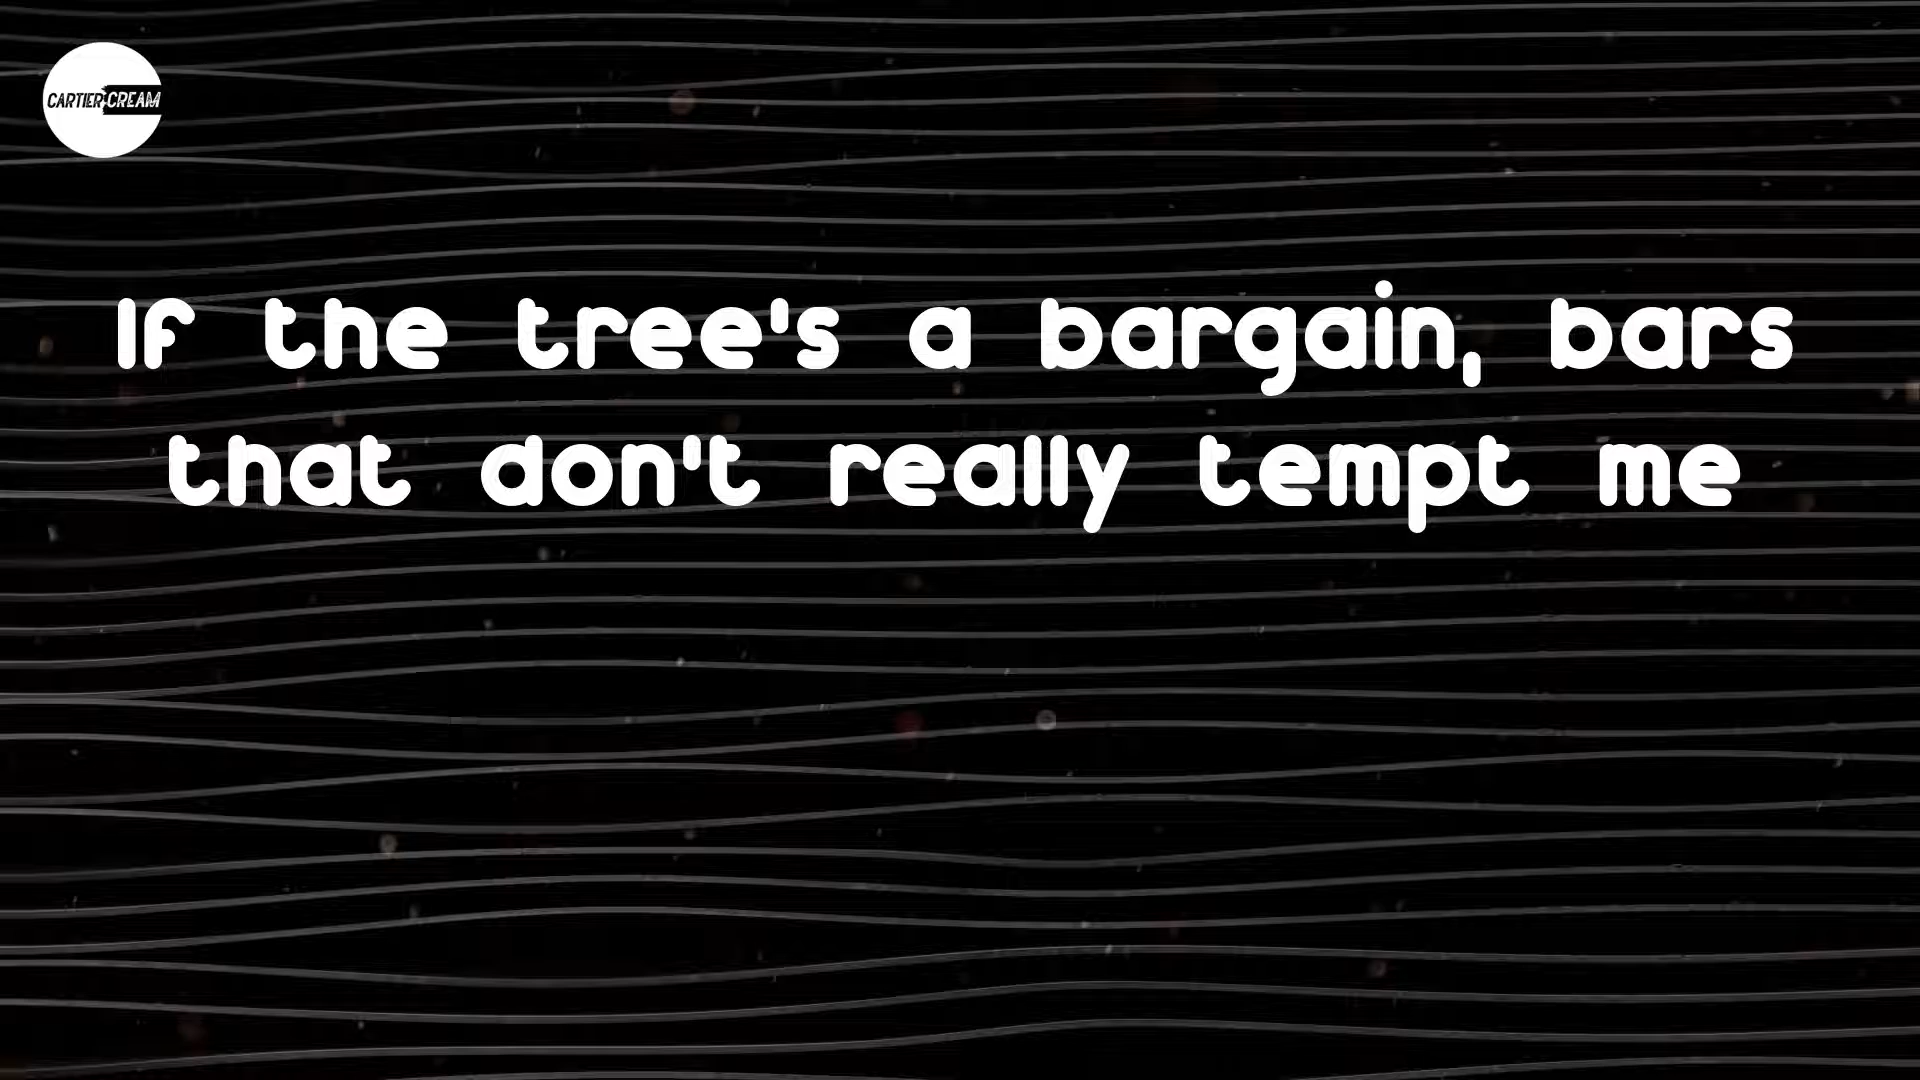 CARTIER CREAM
If the tree's a bargain, bars
that don't really tempt me